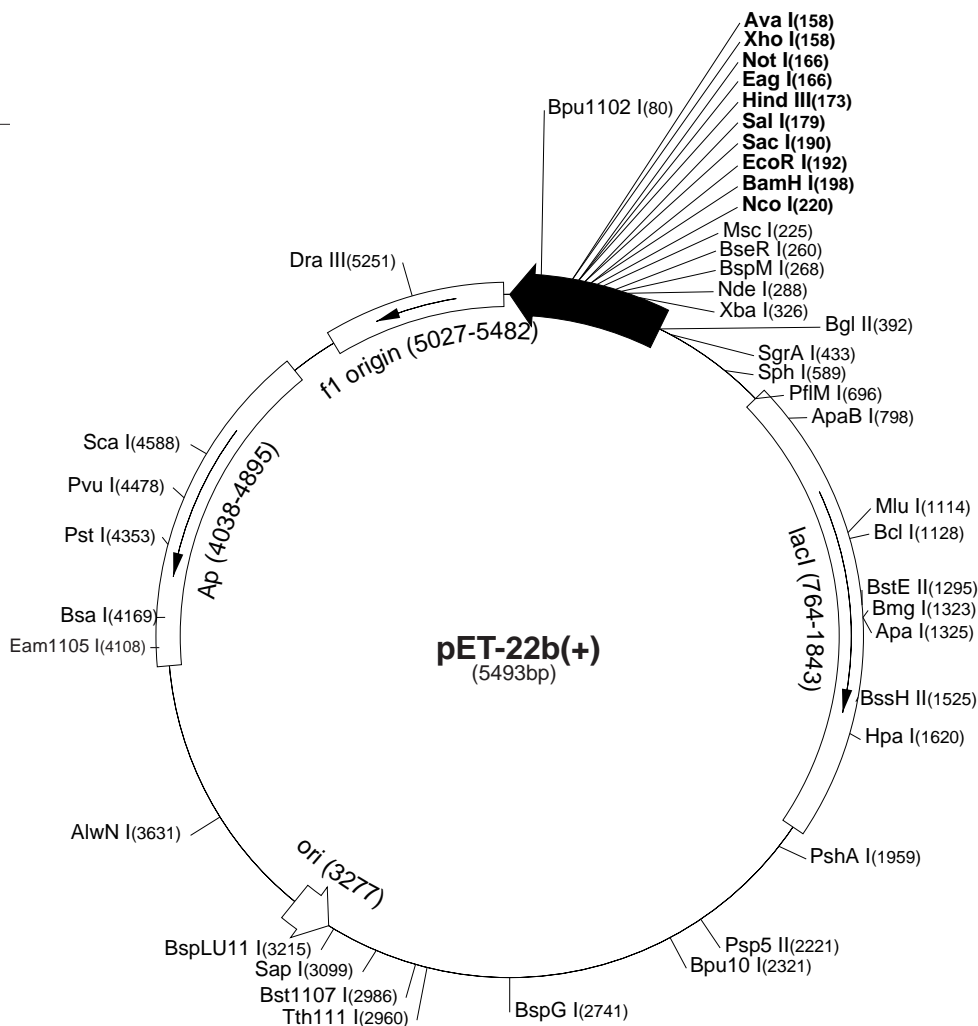 Ava I(158)
Xho I(158)
Not I(166)
Eag I(166)
Hind III(173)
Sal I(179)
Sac I(190)
EcoR I(192)
BamH I(198)
Nco I(220)
Msc I(225)
BseR I(260)
BspM I(268)
Nde I(288)
Xba I(326)
Bgl II(392)
SgrA I(433)
Sph I(589)
PflM I(696)
ApaB I(798)
Mlu I(1114)
Bcl I(1128)
BstE II(1295)
Bmg I(1323)
Apa I(1325)
BssH II(1525)
Hpa I(1620)
PshA I(1959)
Psp5 II(2221)
Bpu10 I(2321)
BspG I(2741)
Tth111 I(2960)
Bst1107 I(2986)
Sap I(3099)
BspLU11 I(3215)
AlwN I(3631)
Eam1105 I(4108)
Bsa I(4169)
Pst I(4353)
Pvu I(4478)
Sca I(4588)
Dra III(5251)
Bpu1102 I(80)
f1 origin (5027-5482)
Ap (4038-4895)
lacI (764-1843)
ori (3277)
pET-22b(+)
(5493bp)